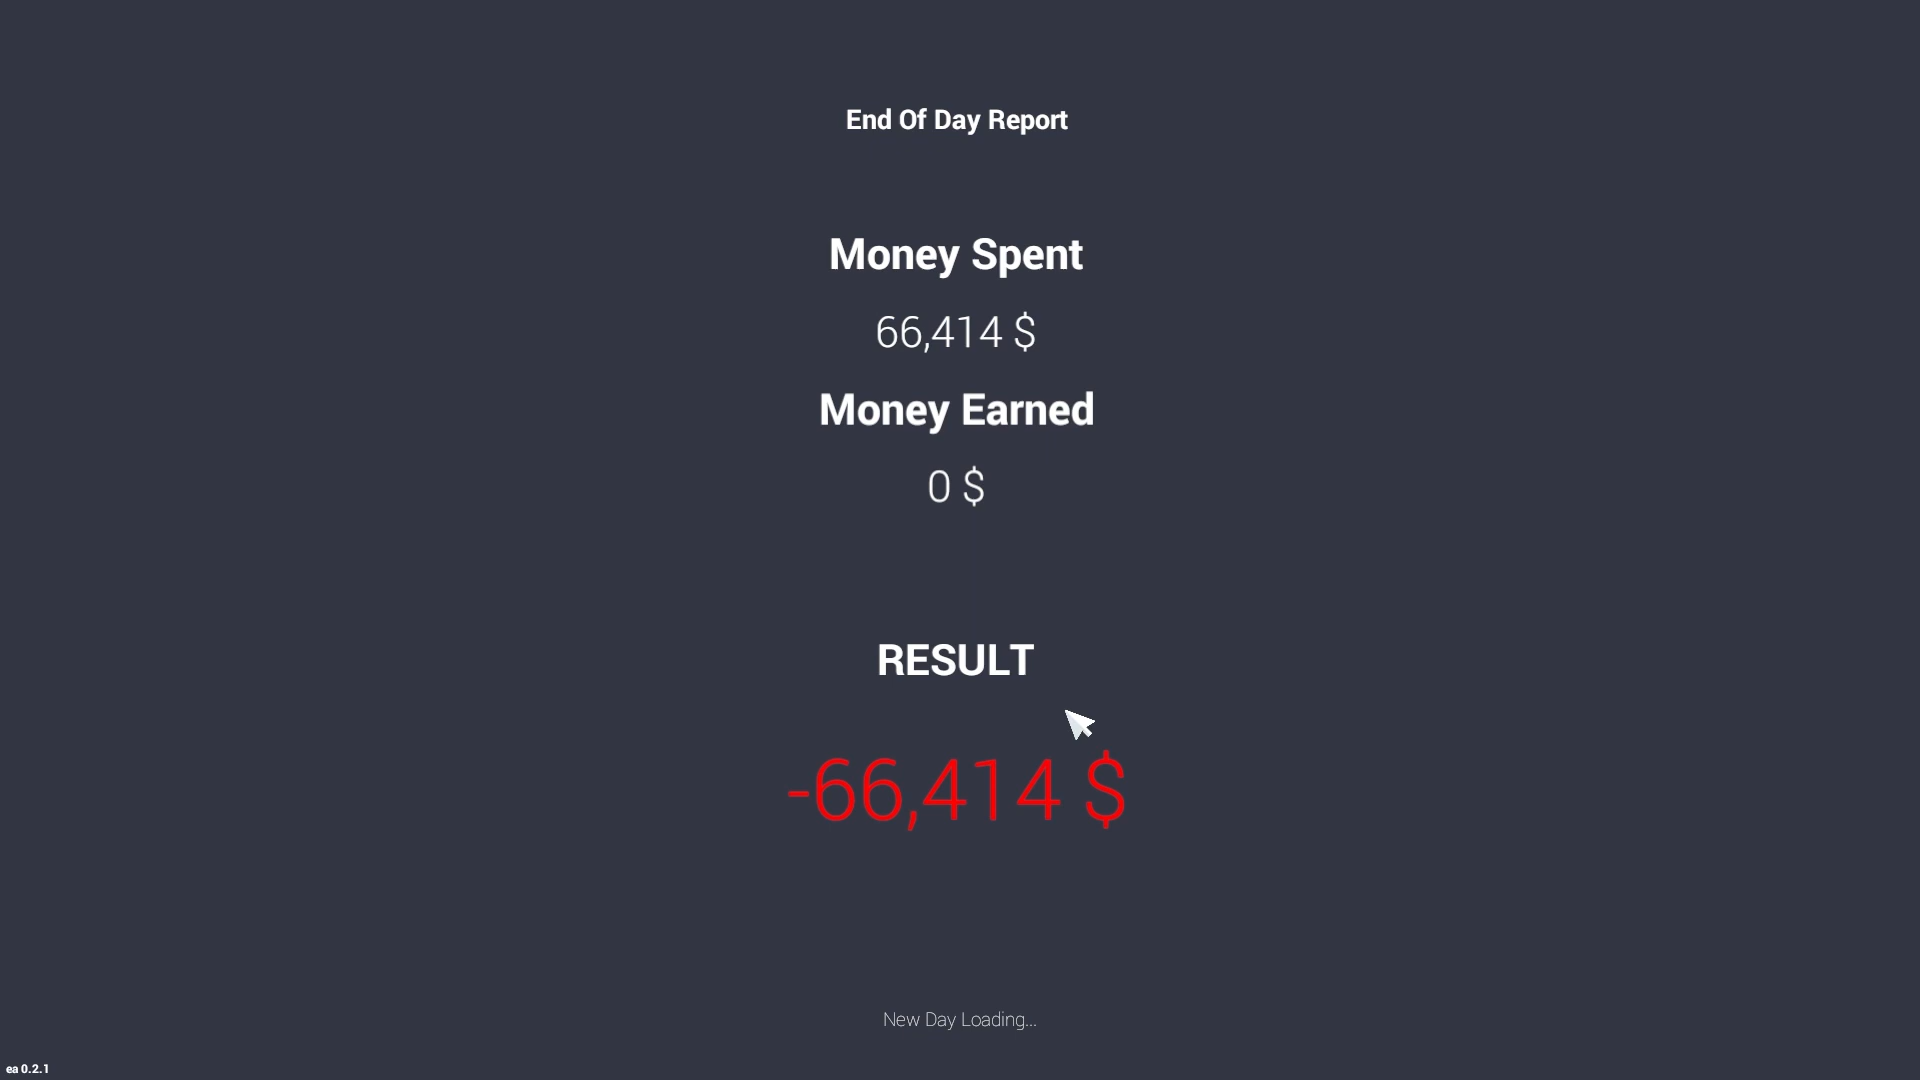 End Of Day Report
Money Spent
66,414 $
Money Earned
0 $
RESULT
-66,414 $
New Day Loading...
ea 0.2.1